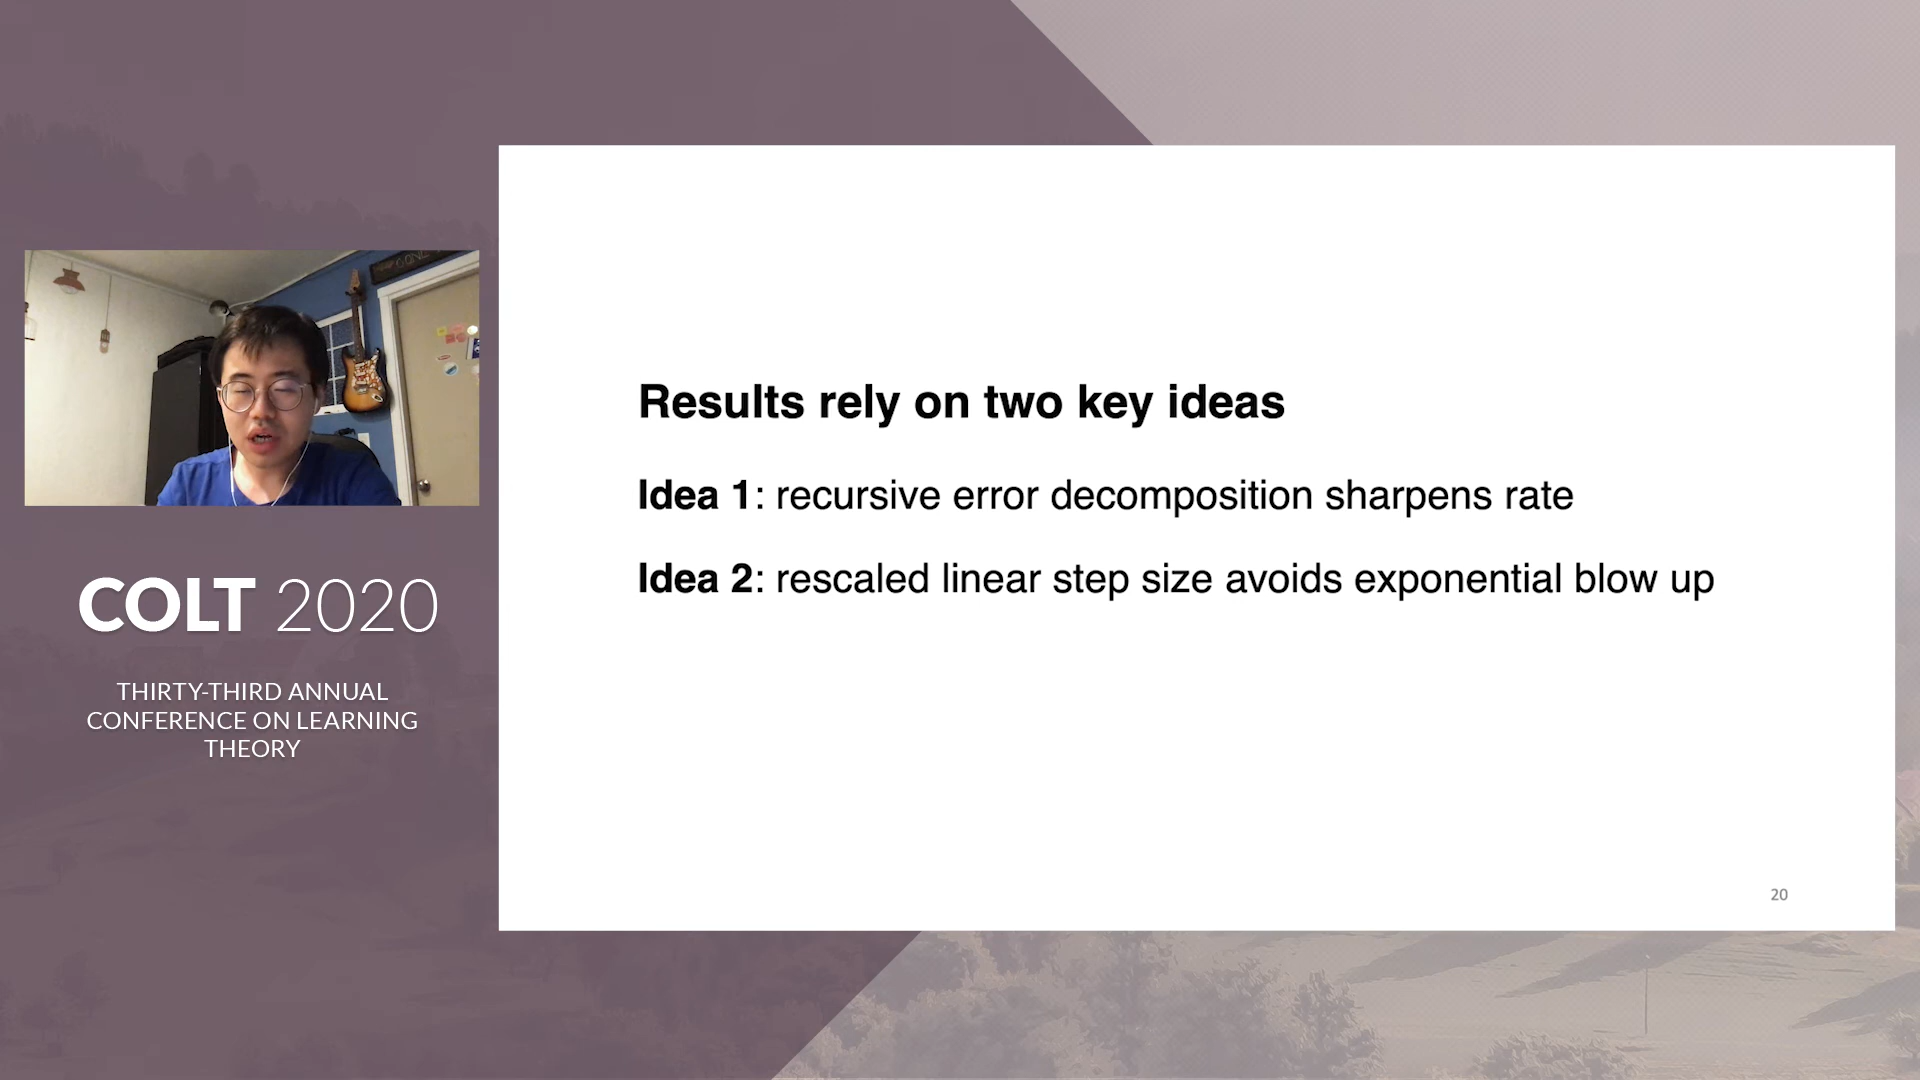 COLT 2020
THIRTY-THIRD ANNUAL
CONFERENCE ON LEARNING
THEORY
Results rely on two key ideas
Idea 1: recursive error decomposition sharpens rate
Idea 2: rescaled linear step size avoids exponential blow up
20